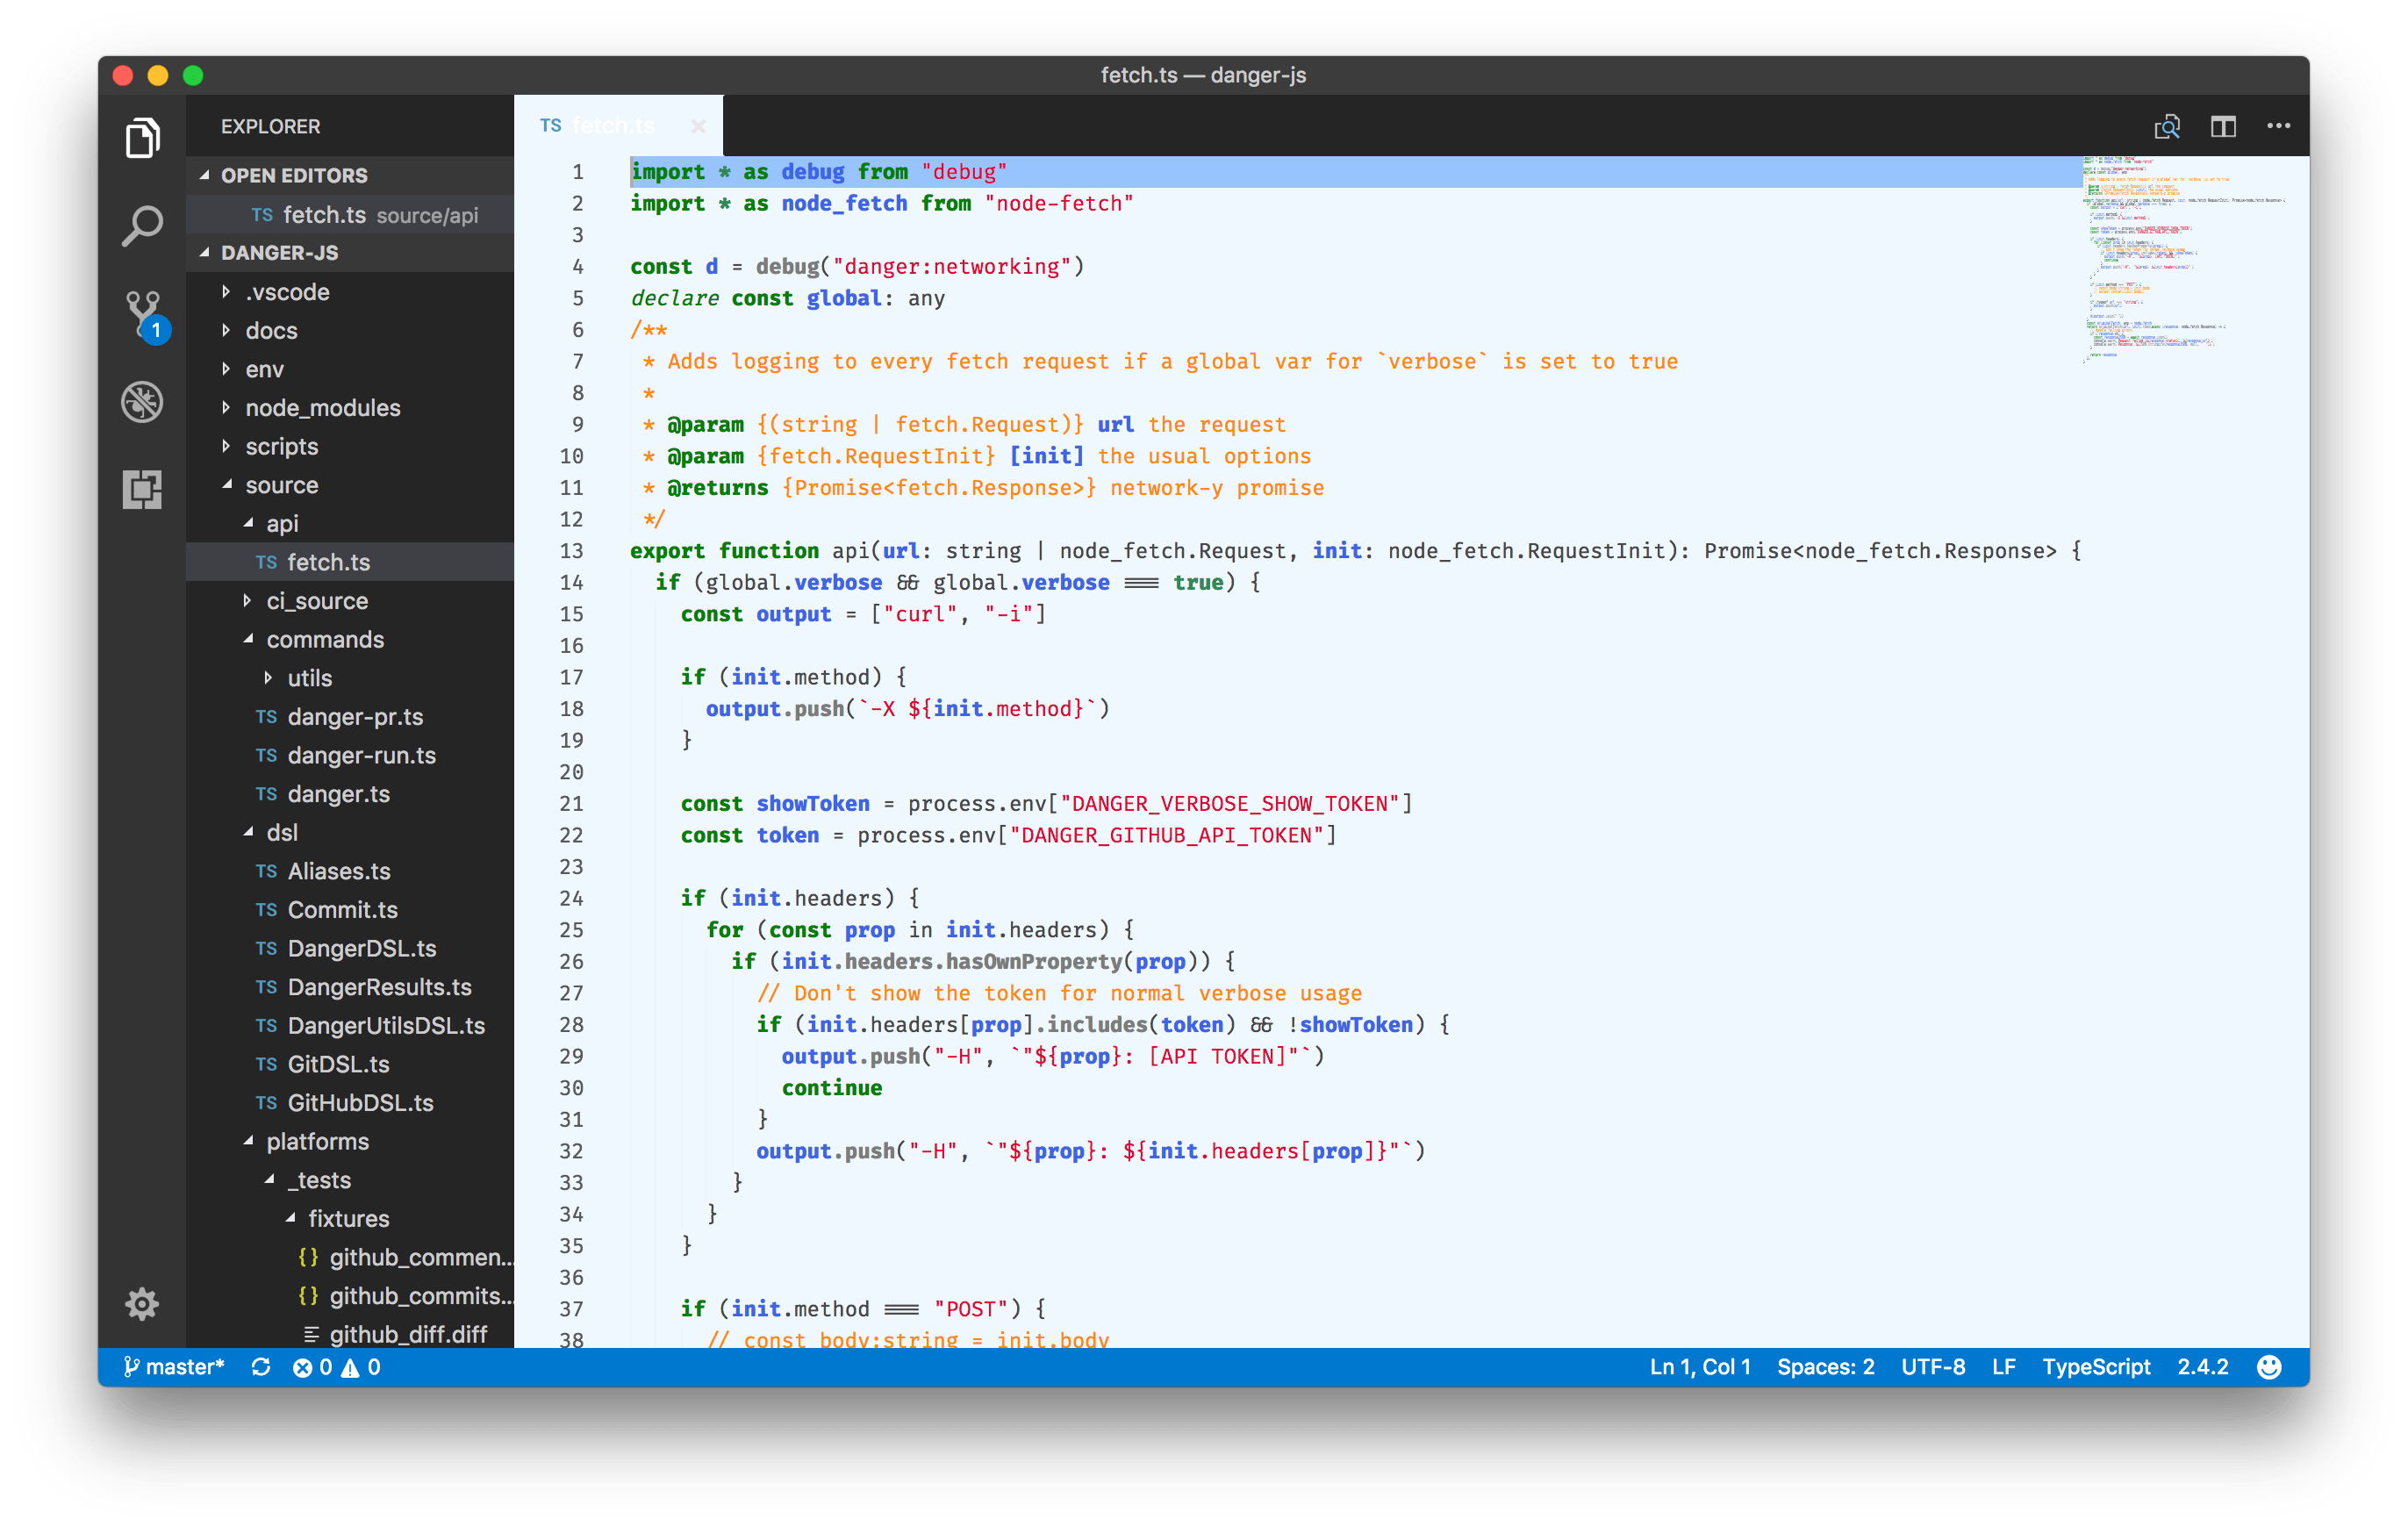 fetch.ts — danger-js
EXPLORER
OPEN EDITORS
TS fetch.ts source/api
DANGER-JS
.vscode
docs
env
node_modules
scripts
source
api
TS fetch.ts
ci_source
commands
utils
TS danger-pr.ts
TS danger-run.ts
TS danger.ts
dsl
TS Aliases.ts
TS Commit.ts
TS DangerDSL.ts
TS DangerResults.ts
TS DangerUtilsDSL.ts
TS GitDSL.ts
TS GitHubDSL.ts
platforms
_tests
fixtures
{} github_commen...
{} github_commits...
github_diff.diff
1
TS fetch.ts ×
1 import * as debug from "debug"
2 import * as node_fetch from "node-fetch"
3
4 const d = debug("danger:networking")
5 declare const global: any
6 /**
7 * Adds logging to every fetch request if a global var for `verbose` is set to true
8 *
9 * @param {(string | fetch.Request)} url the request
10 * @param {fetch.RequestInit} [init] the usual options
11 * @returns {Promise<fetch.Response>} network-y promise
12 */
13 export function api(url: string | node_fetch.Request, init: node_fetch.RequestInit): Promise<node_fetch.Response> {
14 if (global.verbose && global.verbose === true) {
15 const output = ["curl", "-i"]
16
17 if (init.method) {
18 output.push(`-X ${init.method}`)
19 }
20
21 const showToken = process.env["DANGER_VERBOSE_SHOW_TOKEN"]
22 const token = process.env["DANGER_GITHUB_API_TOKEN"]
23
24 if (init.headers) {
25 for (const prop in init.headers) {
26 if (init.headers.hasOwnProperty(prop)) {
27 // Don't show the token for normal verbose usage
28 if (init.headers[prop].includes(token) && !showToken) {
29 output.push("-H", `"${prop}: [API TOKEN]"`)
30 continue
31 }
32 output.push("-H", `"${prop}: ${init.headers[prop]}"`)
33 }
34 }
35 }
36
37 if (init.method === "POST") {
38 // const body:string = init.body
master* 0 0 Ln 1, Col 1 Spaces: 2 UTF-8 LF TypeScript 2.4.2